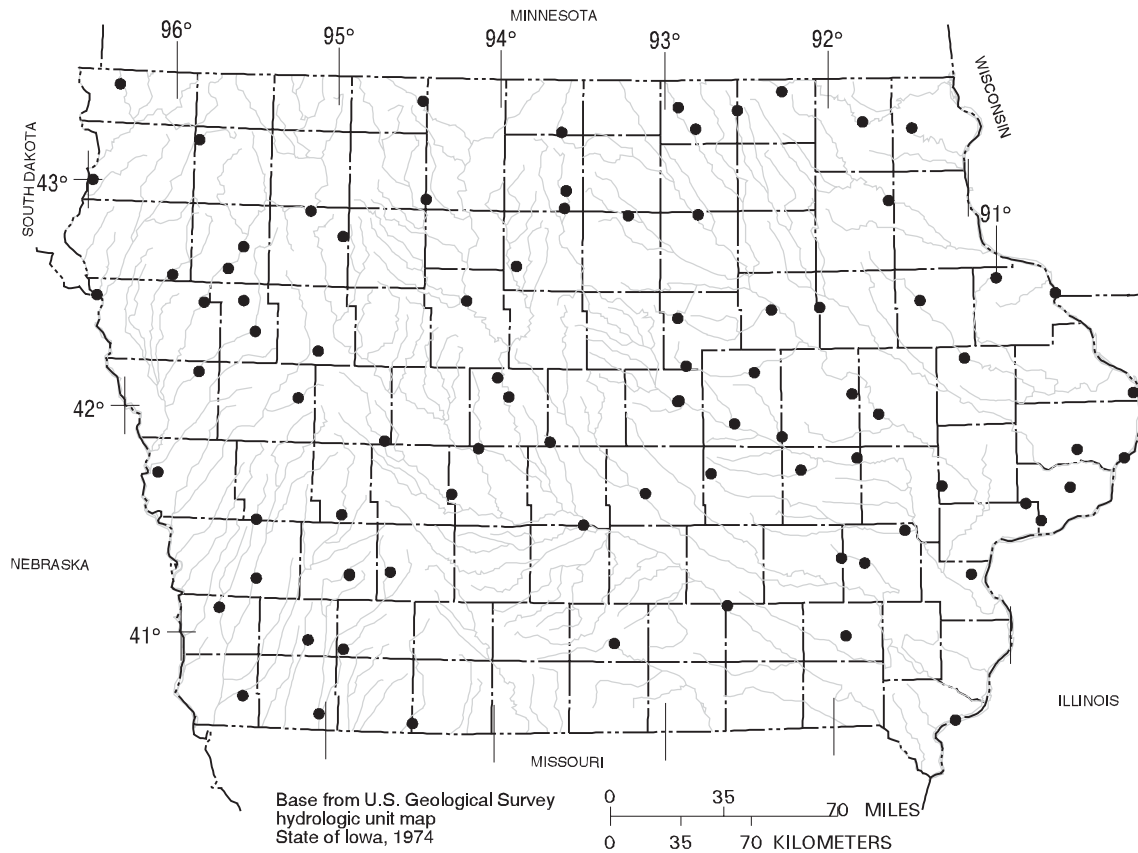 MINNESOTA
96° 95° 94° 93° 92°
WISCONSIN
SOUTH DAKOTA
43°
91°
42°
NEBRASKA
41°
ILLINOIS
MISSOURI
Base from U.S. Geological Survey
hydrologic unit map
State of Iowa, 1974
0 35 70 MILES
0 35 70 KILOMETERS